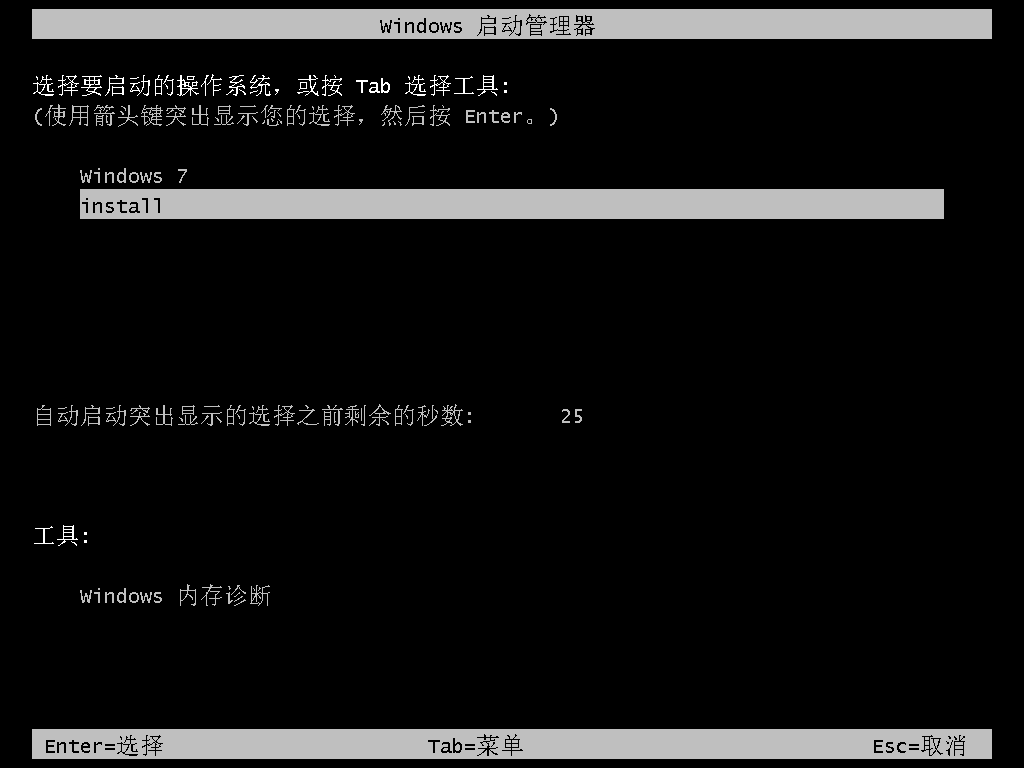 Windows 启动管理器
选择要启动的操作系统，或按 Tab 选择工具:
(使用箭头键突出显示您的选择，然后按 Enter。)
Windows 7
install
自动启动突出显示的选择之前剩余的秒数: 25
工具:
Windows 内存诊断
Enter=选择 Tab=菜单 Esc=取消